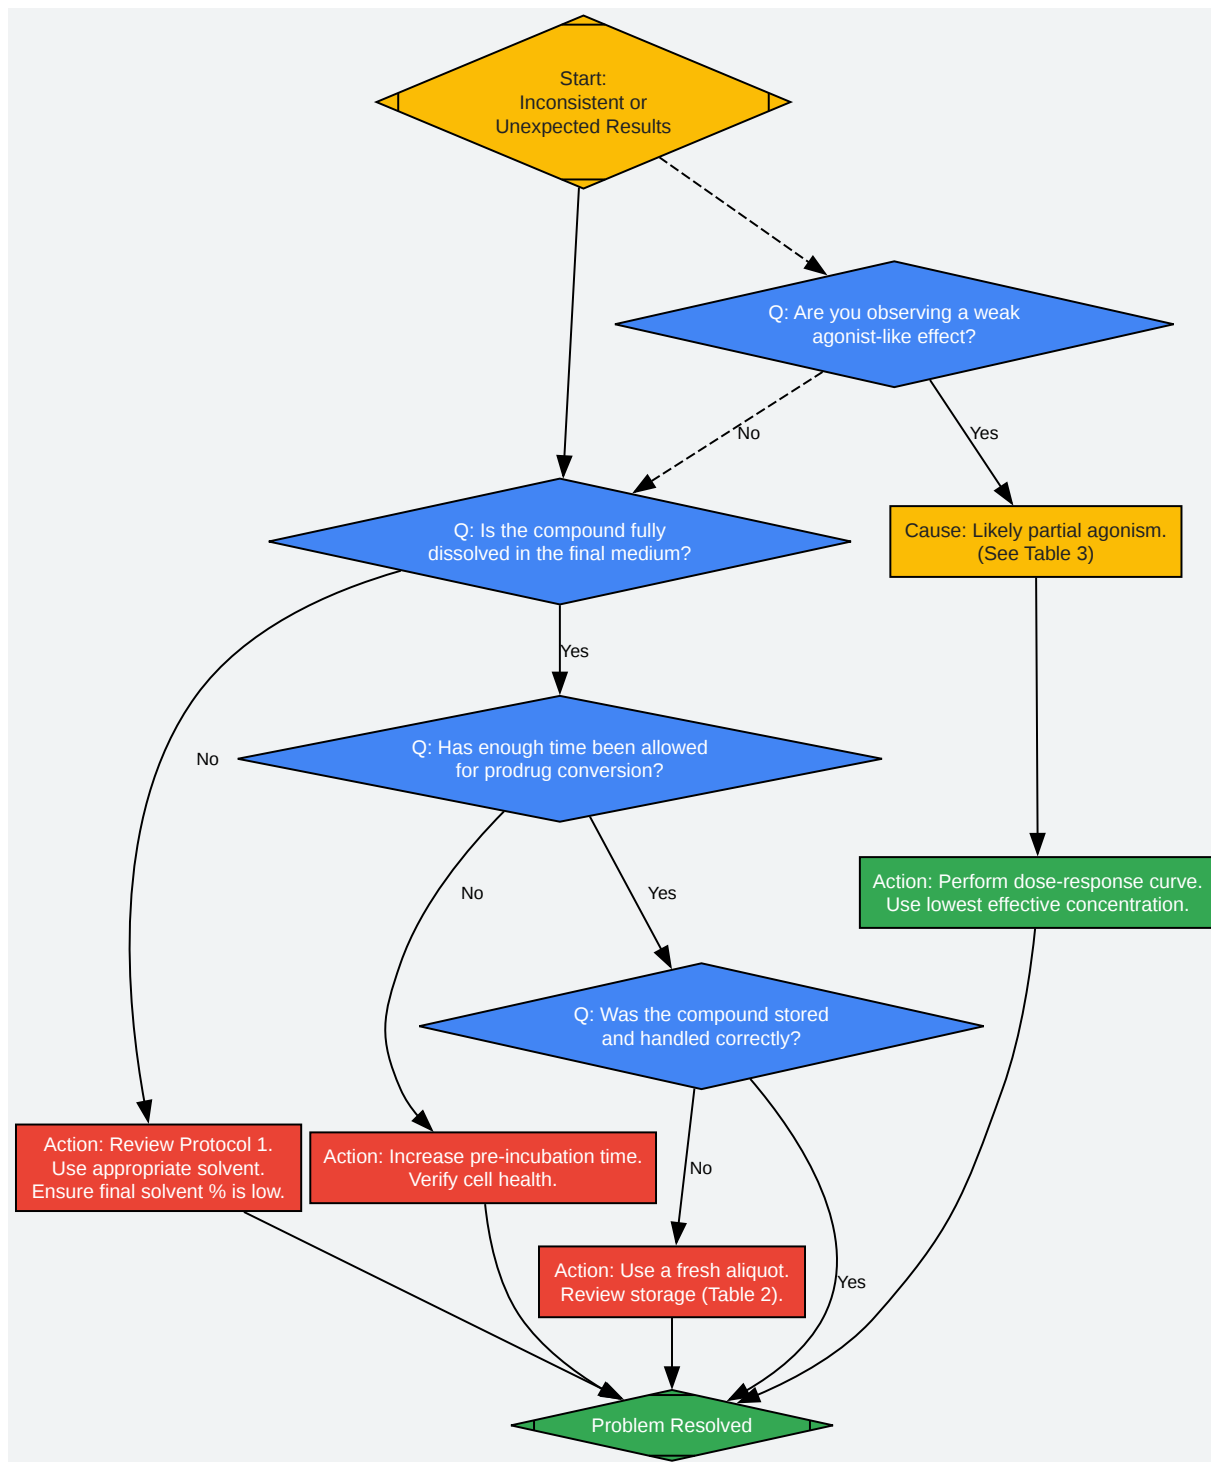 Start:
Inconsistent or
Unexpected Results
Q: Are you observing a weak
agonist-like effect?
No
Yes
Q: Is the compound fully
dissolved in the final medium?
Cause: Likely partial agonism.
(See Table 3)
Yes
No
Q: Has enough time been allowed
for prodrug conversion?
No
Yes
Action: Perform dose-response curve.
Use lowest effective concentration.
Q: Was the compound stored
and handled correctly?
Action: Review Protocol 1.
Use appropriate solvent.
Ensure final solvent % is low.
Action: Increase pre-incubation time.
Verify cell health.
No
Action: Use a fresh aliquot.
Review storage (Table 2).
Yes
Problem Resolved